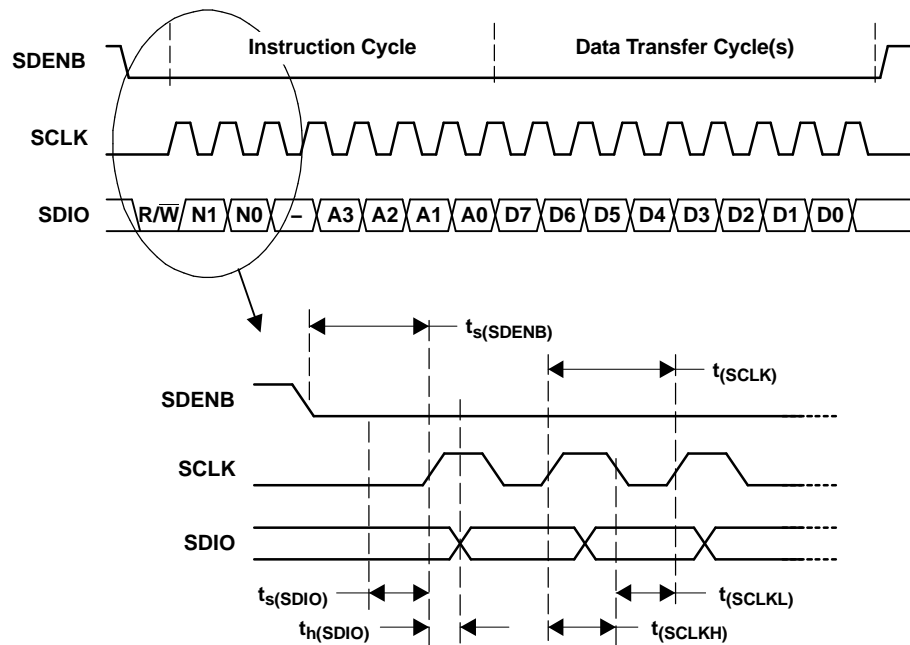 Instruction Cycle Data Transfer Cycle(s)
SDENB
SCLK
SDIO R/W̅ N1 N0 – A3 A2 A1 A0 D7 D6 D5 D4 D3 D2 D1 D0
ts(SDENB)
t(SCLK)
SDENB
SCLK
SDIO
ts(SDIO) t(SCLKL)
th(SDIO) t(SCLKH)